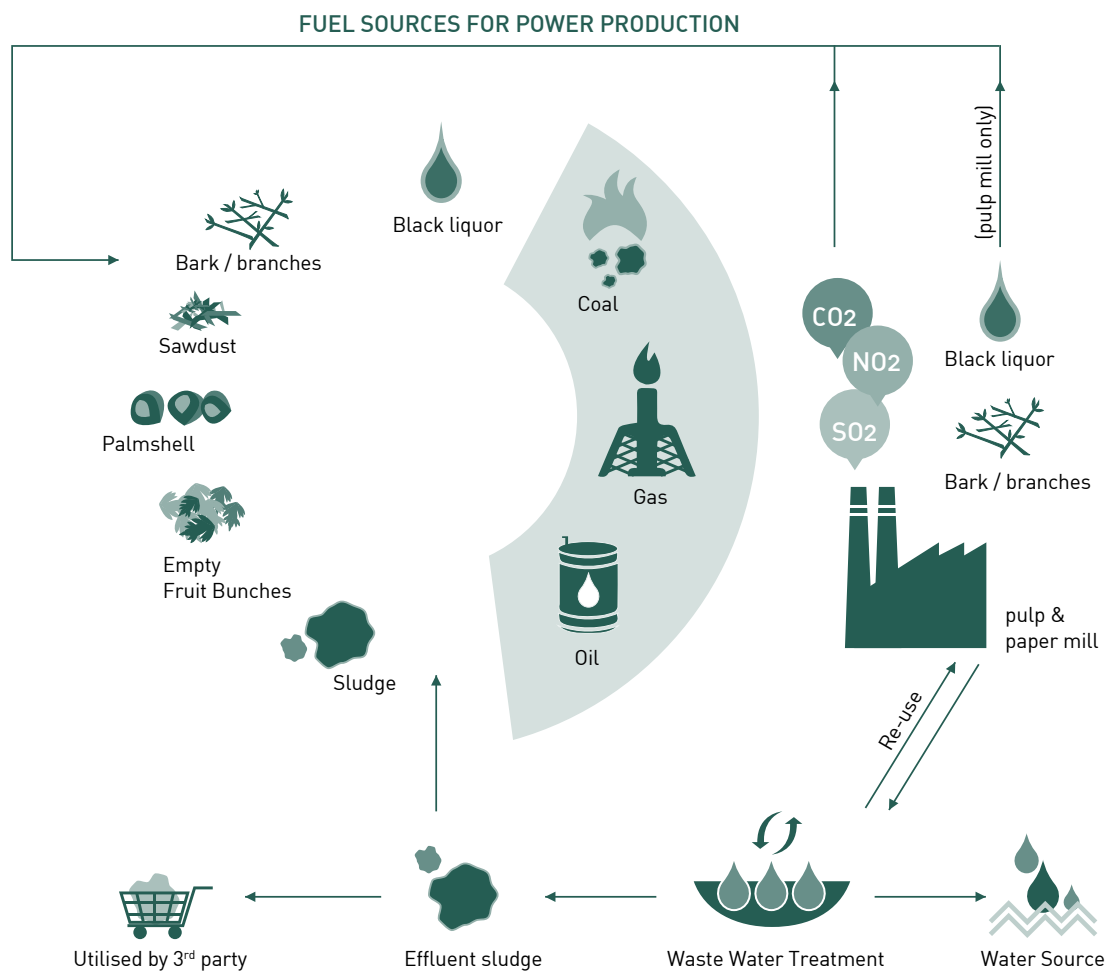 FUEL SOURCES FOR POWER PRODUCTION
(pulp mill only)
Black liquor
Bark / branches
Coal
CO2
Sawdust
NO2
Black liquor
SO2
Palmshell
Bark / branches
Gas
Empty
Fruit Bunches
pulp &
paper mill
Oil
Sludge
Re-use
Utilised by 3rd party
Effluent sludge
Waste Water Treatment
Water Source